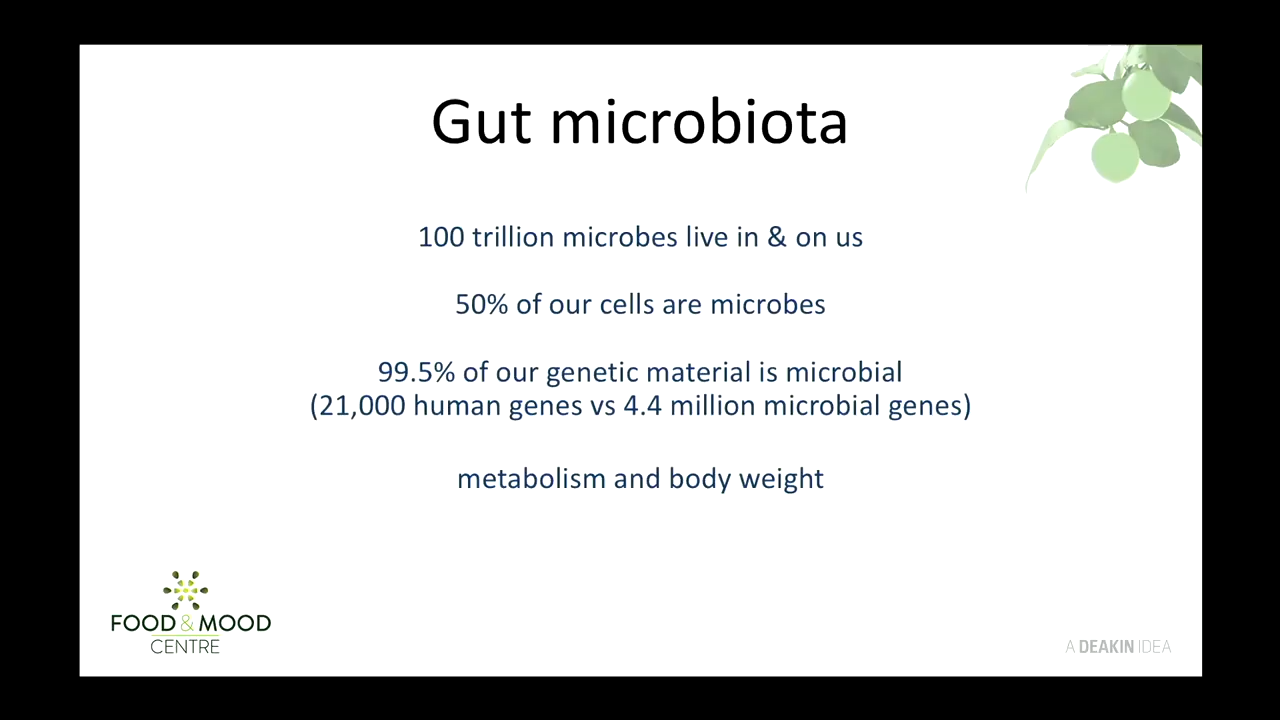 Gut microbiota
100 trillion microbes live in & on us
50% of our cells are microbes
99.5% of our genetic material is microbial
(21,000 human genes vs 4.4 million microbial genes)
metabolism and body weight
FOOD & MOOD
CENTRE
A DEAKIN IDEA